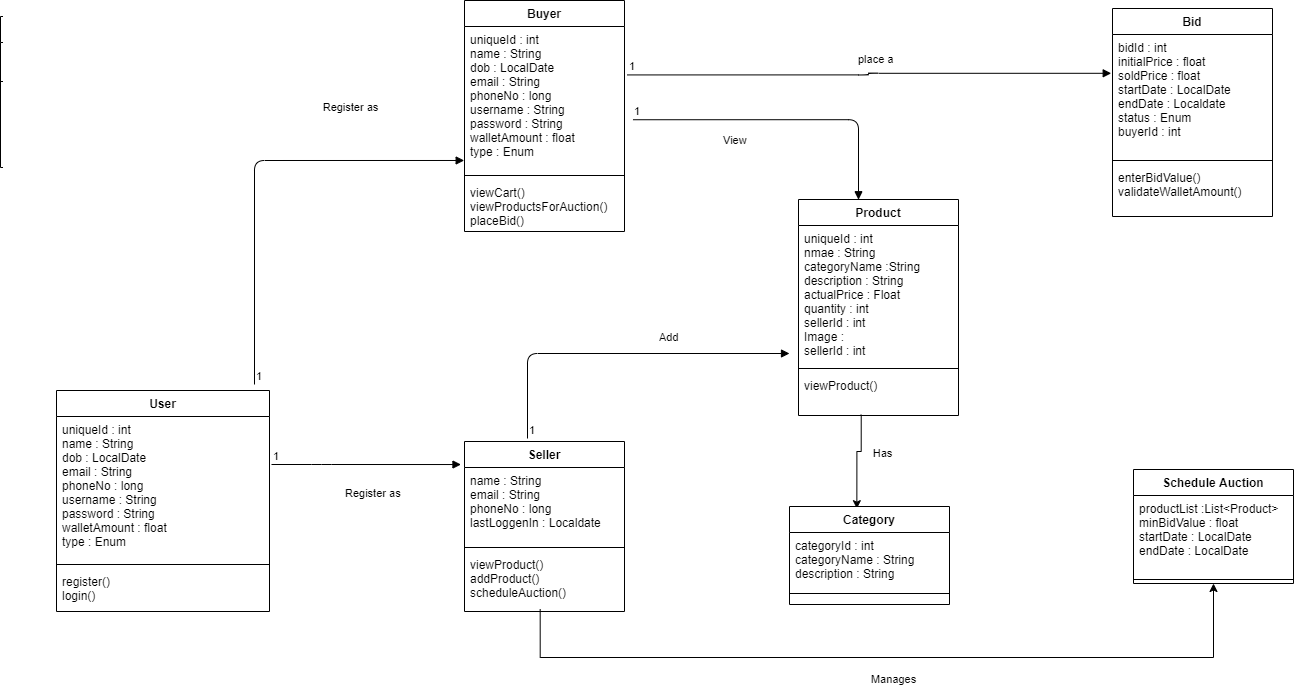 Buyer
uniqueId : int
name : String
dob : LocalDate
email : String
phoneNo : long
username : String
password : String
walletAmount : float
type : Enum
viewCart()
viewProductsForAuction()
placeBid()
1
place a
1
View
Bid
bidId : int
initialPrice : float
soldPrice : float
startDate : LocalDate
endDate : Localdate
status : Enum
buyerId : int
enterBidValue()
validateWalletAmount()
Register as
1
Product
uniqueId : int
nmae : String
categoryName :String
description : String
actualPrice : Float
quantity : int
sellerId : int
Image :
sellerId : int
viewProduct()
Add
1
User
uniqueId : int
name : String
dob : LocalDate
email : String
phoneNo : long
username : String
password : String
walletAmount : float
type : Enum
register()
login()
1
Register as
Seller
name : String
email : String
phoneNo : long
lastLoggenIn : Localdate
viewProduct()
addProduct()
scheduleAuction()
Has
Category
categoryId : int
categoryName : String
description : String
Schedule Auction
productList :List<Product>
minBidValue : float
startDate : LocalDate
endDate : LocalDate
Manages